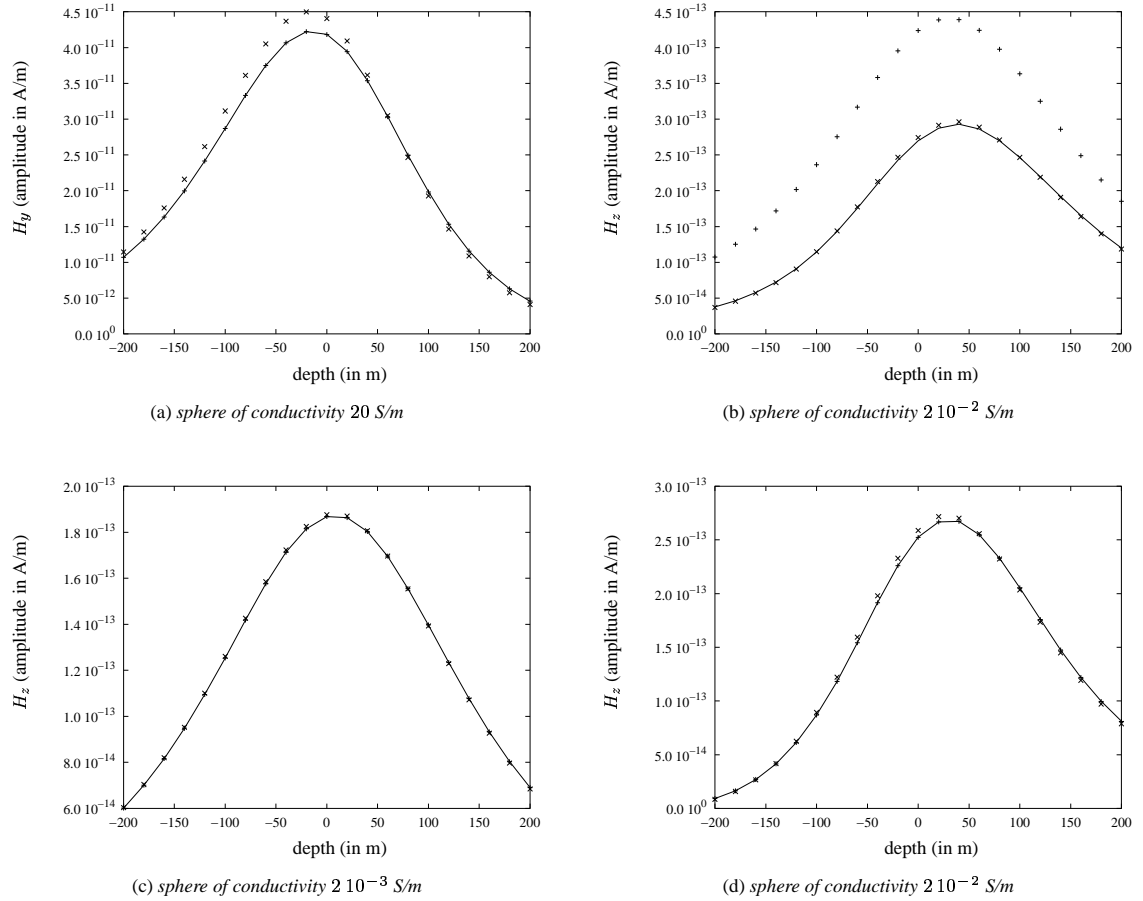 4.5 10⁻¹¹
4.0 10⁻¹¹
3.5 10⁻¹¹
3.0 10⁻¹¹
2.5 10⁻¹¹
2.0 10⁻¹¹
1.5 10⁻¹¹
1.0 10⁻¹¹
5.0 10⁻¹²
0.0 10⁰
H_y (amplitude in A/m)
−200 −150 −100 −50 0 50 100 150 200
depth (in m)
(a) sphere of conductivity 20 S/m
4.5 10⁻¹³
4.0 10⁻¹³
3.5 10⁻¹³
3.0 10⁻¹³
2.5 10⁻¹³
2.0 10⁻¹³
1.5 10⁻¹³
1.0 10⁻¹³
5.0 10⁻¹⁴
0.0 10⁰
H_z (amplitude in A/m)
−200 −150 −100 −50 0 50 100 150 200
depth (in m)
(b) sphere of conductivity 2 10⁻² S/m
2.0 10⁻¹³
1.8 10⁻¹³
1.6 10⁻¹³
1.4 10⁻¹³
1.2 10⁻¹³
1.0 10⁻¹³
8.0 10⁻¹⁴
6.0 10⁻¹⁴
H_z (amplitude in A/m)
−200 −150 −100 −50 0 50 100 150 200
depth (in m)
(c) sphere of conductivity 2 10⁻³ S/m
3.0 10⁻¹³
2.5 10⁻¹³
2.0 10⁻¹³
1.5 10⁻¹³
1.0 10⁻¹³
5.0 10⁻¹⁴
0.0 10⁰
H_z (amplitude in A/m)
−200 −150 −100 −50 0 50 100 150 200
depth (in m)
(d) sphere of conductivity 2 10⁻² S/m